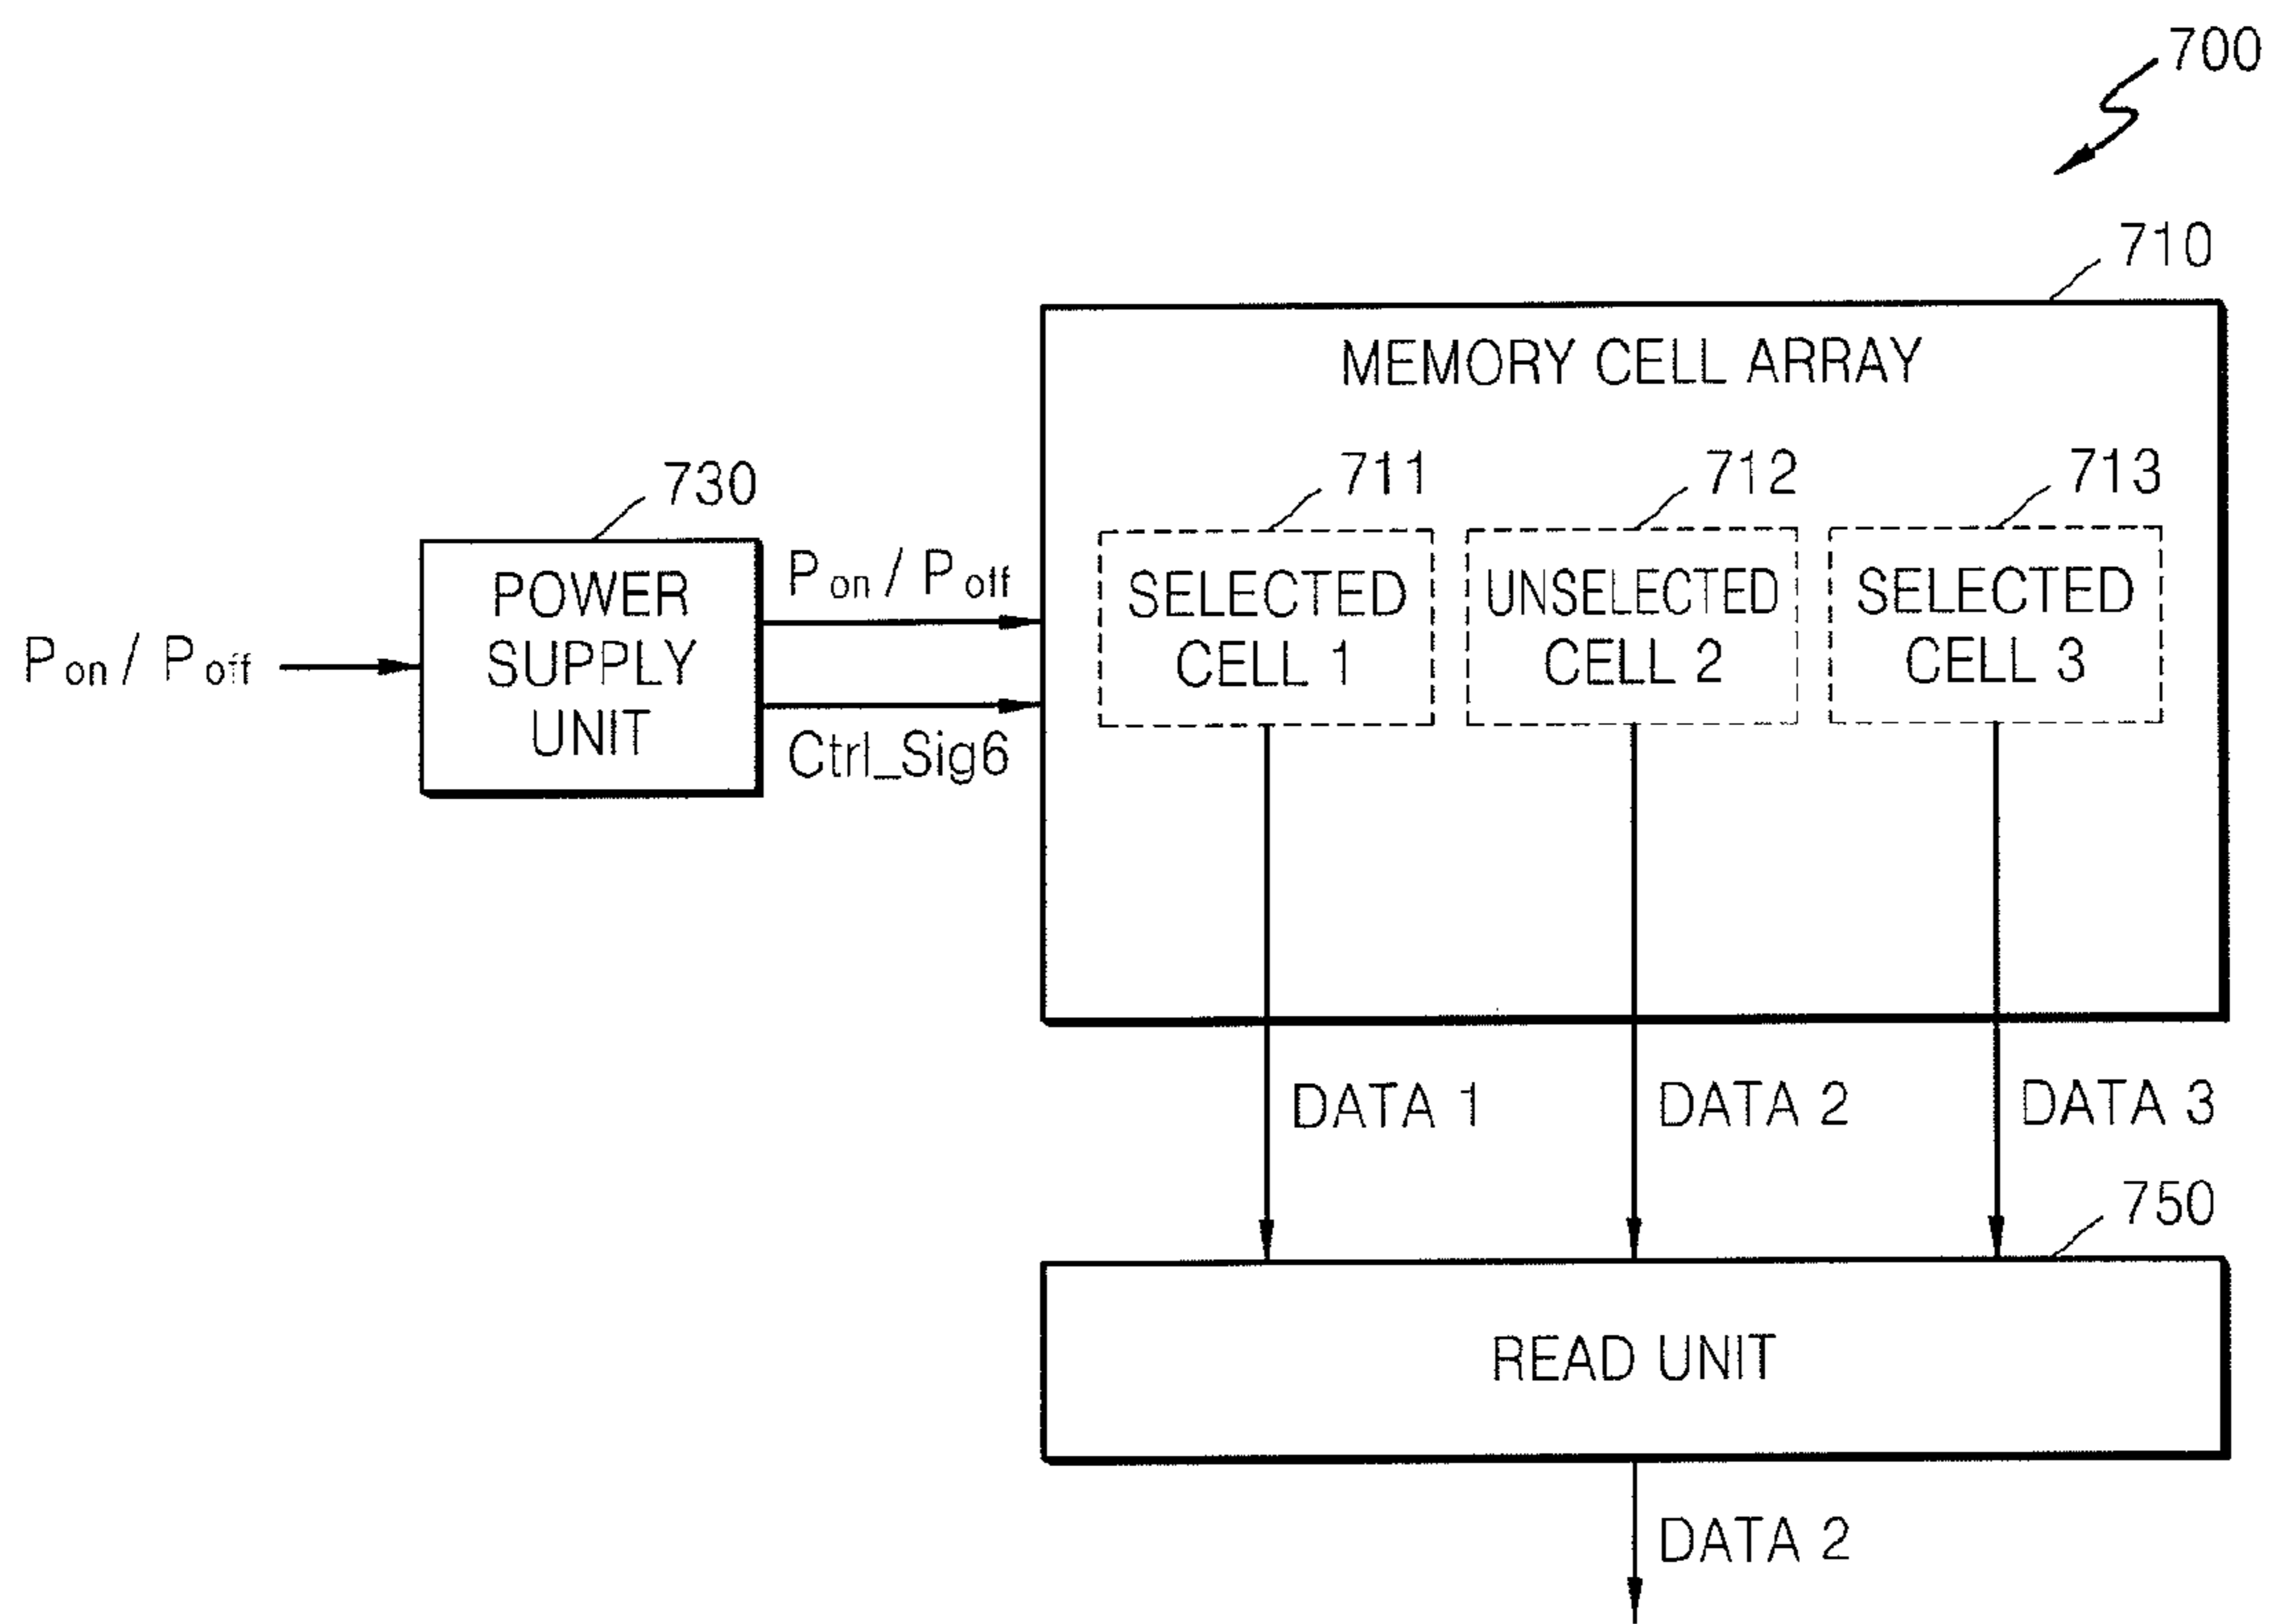 700
710
MEMORY CELL ARRAY
711
712
713
730
SELECTED
CELL 1
UNSELECTED
CELL 2
SELECTED
CELL 3
POWER
SUPPLY
UNIT
Pon / Poff
Pon / Poff
Ctrl_Sig6
DATA 1
DATA 2
DATA 3
750
READ UNIT
DATA 2